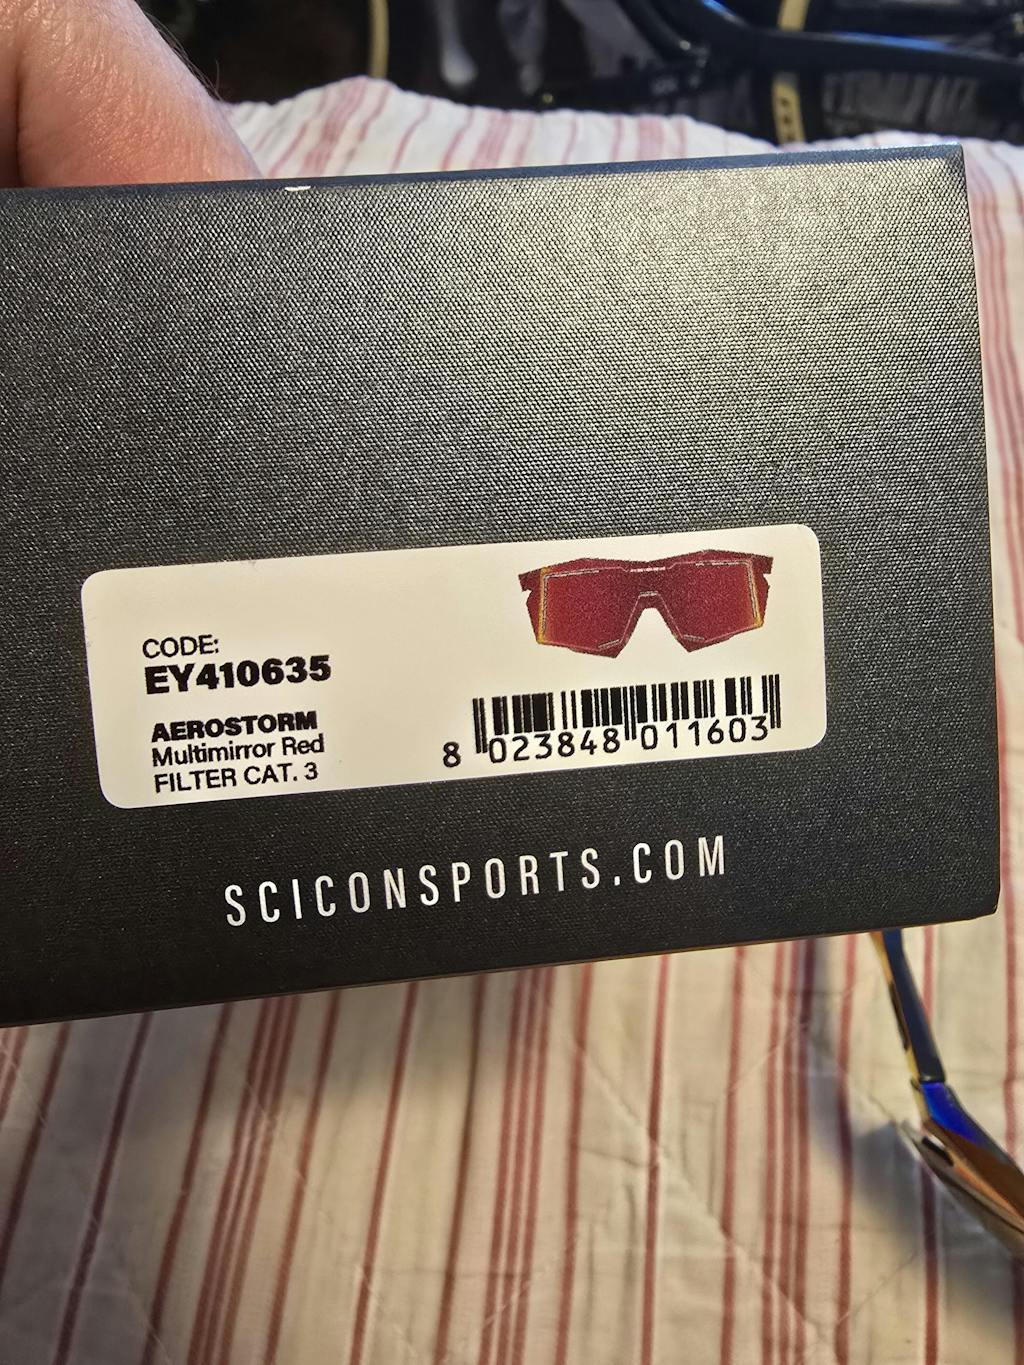 CODE:
EY410635
AEROSTORM
Multimirror Red
FILTER CAT. 3
8 023848 011603
SCICONSPORTS.COM